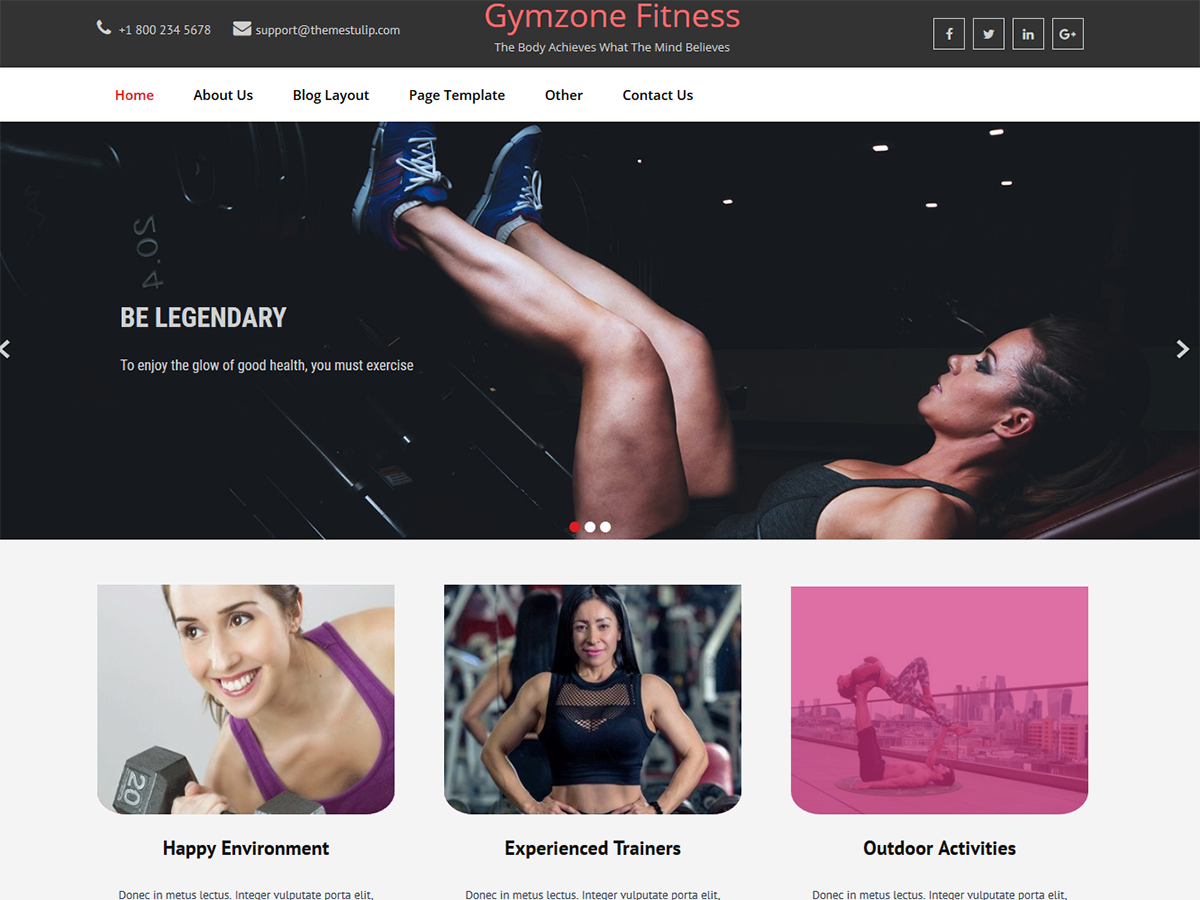 +1 800 234 5678
support@themestulip.com
Gymzone Fitness
The Body Achieves What The Mind Believes
f
in
G+
Home
About Us
Blog Layout
Page Template
Other
Contact Us
20.4
BE LEGENDARY
To enjoy the glow of good health, you must exercise
20
Happy Environment
Experienced Trainers
Outdoor Activities
Donec in metus lectus. Integer vulputate porta elit,
Donec in metus lectus. Integer vulputate porta elit,
Donec in metus lectus. Integer vulputate porta elit,